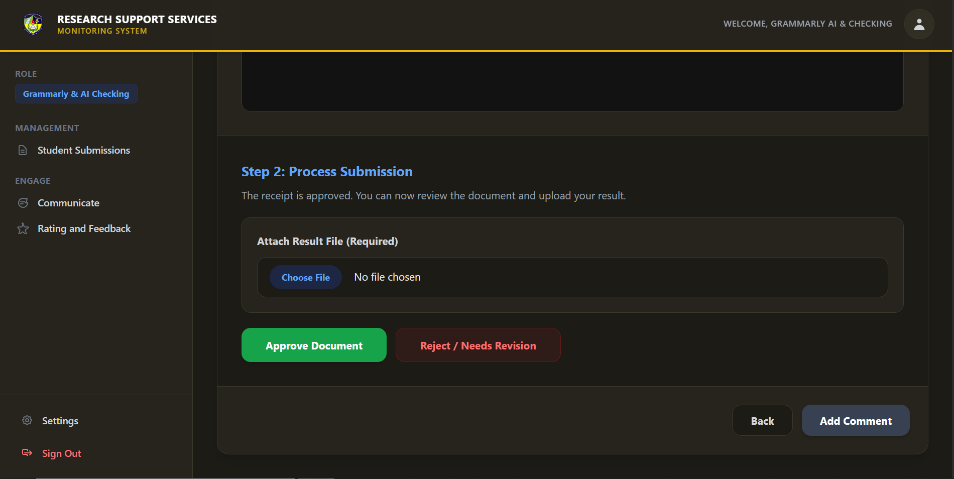 RESEARCH SUPPORT SERVICES
MONITORING SYSTEM
WELCOME, GRAMMARLY AI & CHECKING
ROLE
Grammarly & AI Checking
MANAGEMENT
Student Submissions
ENGAGE
Communicate
Rating and Feedback
Settings
Sign Out
Step 2: Process Submission
The receipt is approved. You can now review the document and upload your result.
Attach Result File (Required)
Choose File No file chosen
Approve Document Reject / Needs Revision
Back Add Comment